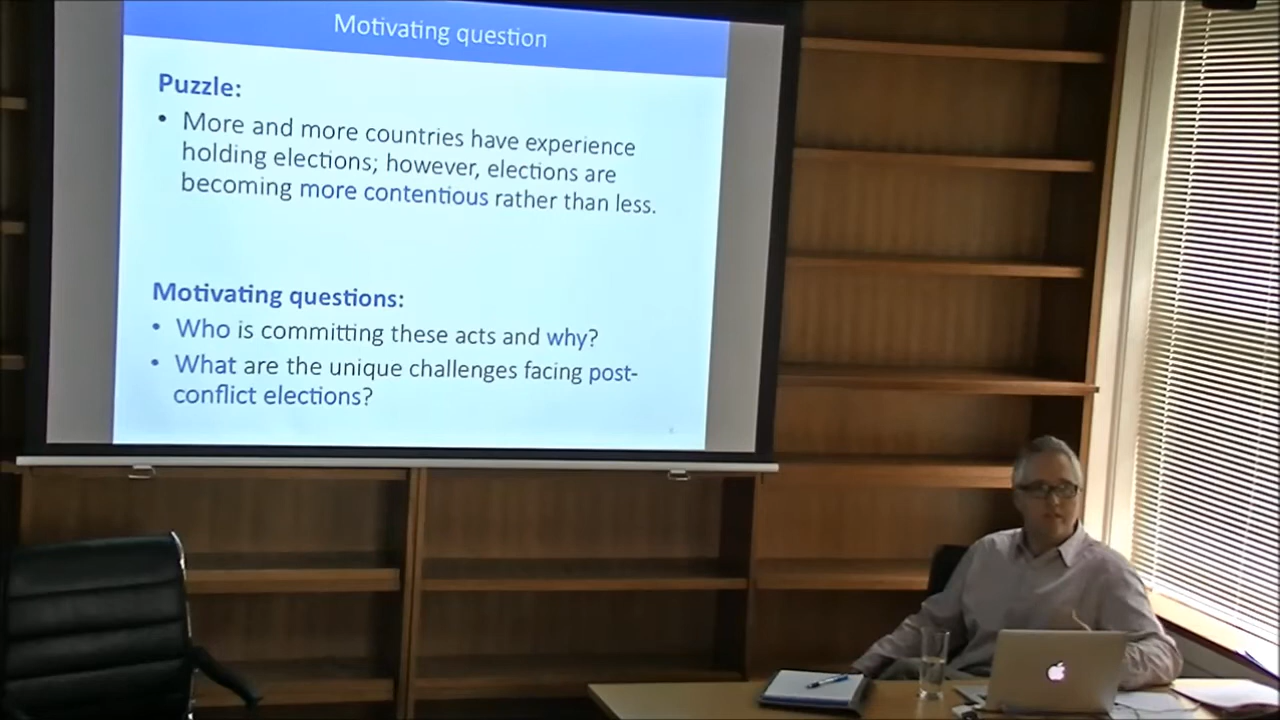 Motivating question
Puzzle:
• More and more countries have experience
holding elections; however, elections are
becoming more contentious rather than less.
Motivating questions:
• Who is committing these acts and why?
• What are the unique challenges facing post-
conflict elections?